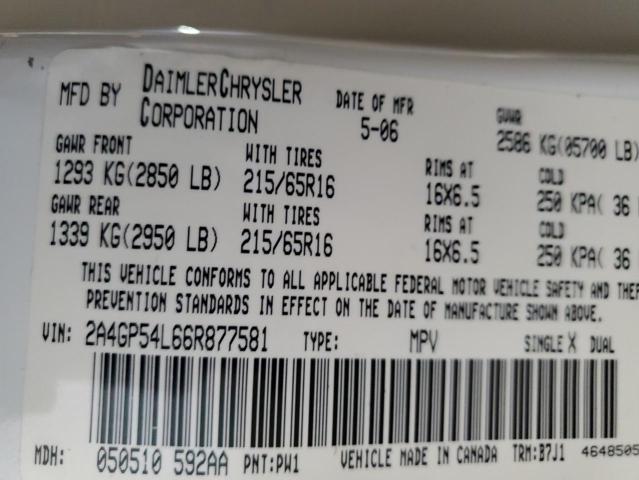 MFD BY DAIMLERCHRYSLER CORPORATION DATE OF MFR 5-06 GVWR 2586 KG(05700 LB)
GAWR FRONT WITH TIRES RIMS AT COLD
1293 KG(2850 LB) 215/65R16 16X6.5 250 KPA( 36
GAWR REAR WITH TIRES RIMS AT COLD
1339 KG(2950 LB) 215/65R16 16X6.5 250 KPA( 36
THIS VEHICLE CONFORMS TO ALL APPLICABLE FEDERAL MOTOR VEHICLE SAFETY AND THEF
PREVENTION STANDARDS IN EFFECT ON THE DATE OF MANUFACTURE SHOWN ABOVE.
VIN: 2A4GP54L66R877581 TYPE: MPV SINGLE X DUAL
MDH: 050510 592AA PNT:PW1 VEHICLE MADE IN CANADA TRM:B7J1 4648505